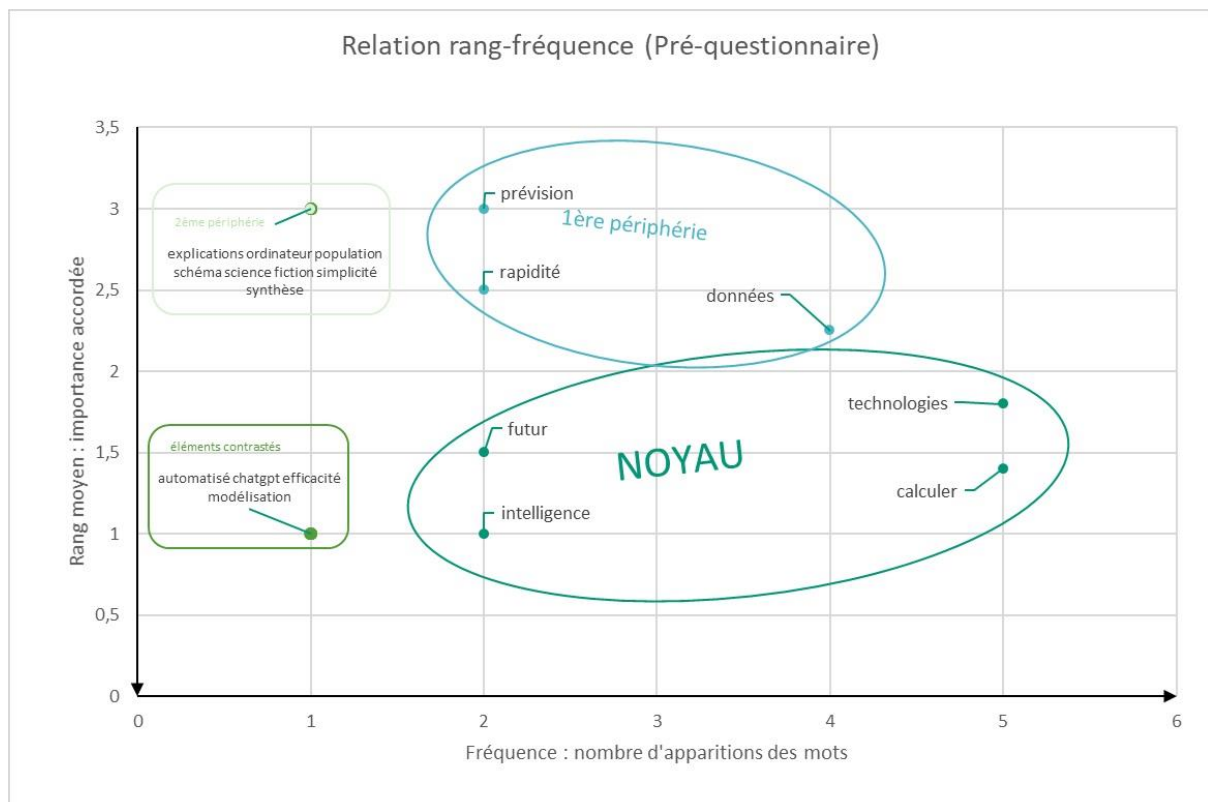 Relation rang-fréquence (Pré-questionnaire)
Rang moyen : importance accordée
3,5
3
2,5
2
1,5
1
0,5
0
2ème périphérie
explications ordinateur population
schéma science fiction simplicité
synthèse
prévision
1ère périphérie
rapidité
données
éléments contrastés
automatisé chatgpt efficacité
modélisation
futur
NOYAU
technologies
calculer
intelligence
0
1
2
3
4
5
6
Fréquence : nombre d'apparitions des mots